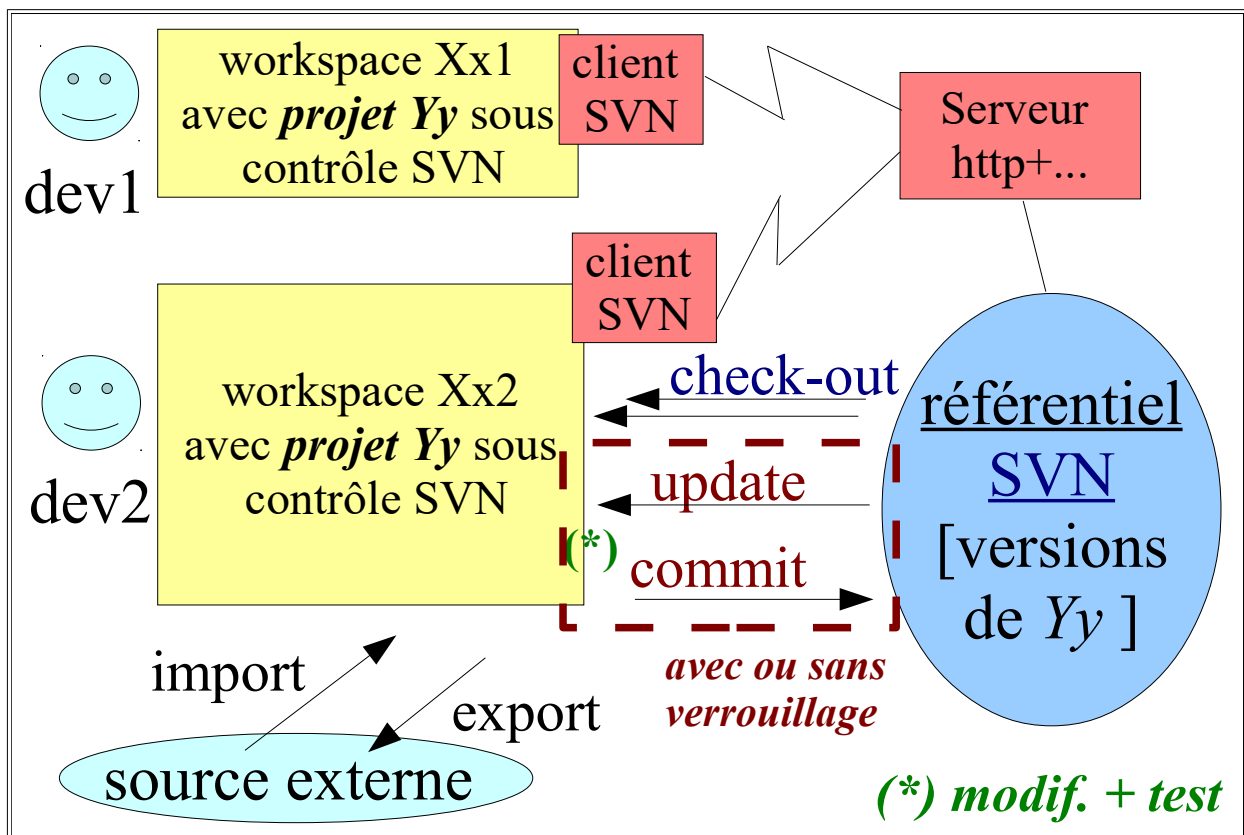 workspace Xx1
avec projet Yy sous
contrôle SVN
client
SVN
Serveur
http+...
dev1
client
SVN
workspace Xx2
avec projet Yy sous
contrôle SVN
dev2
check-out
update
(*)
commit
référentiel
SVN
[versions
de Yy ]
avec ou sans
verrouillage
import
export
source externe
(*) modif. + test